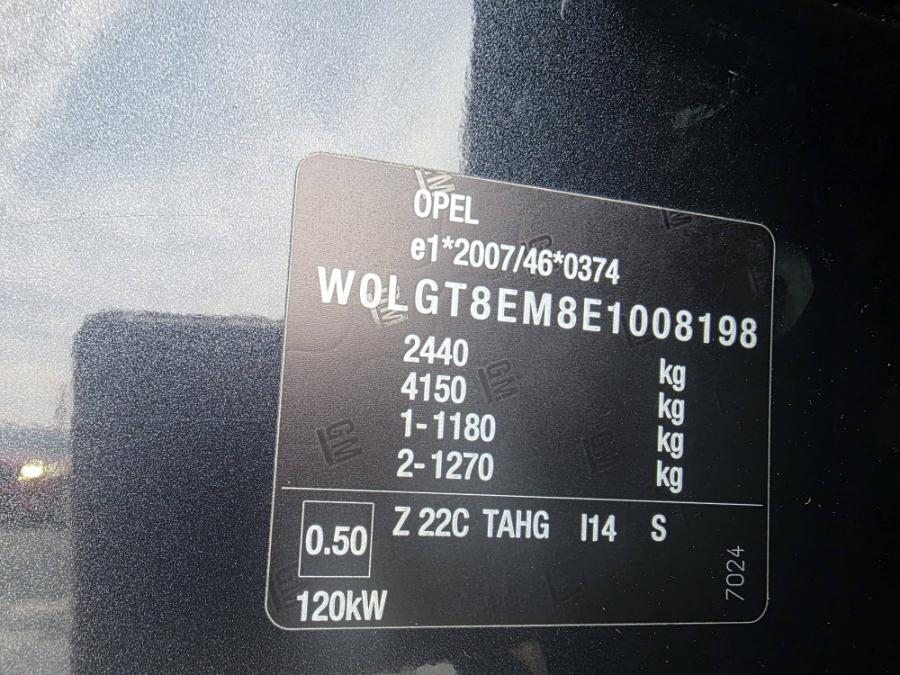 OPEL
e1*2007/46*0374
W0LGT8EM8E1008198
2440 kg
4150 kg
1-1180 kg
2-1270 kg
0.50 Z 22C TAHG I14 S
120kW
7024